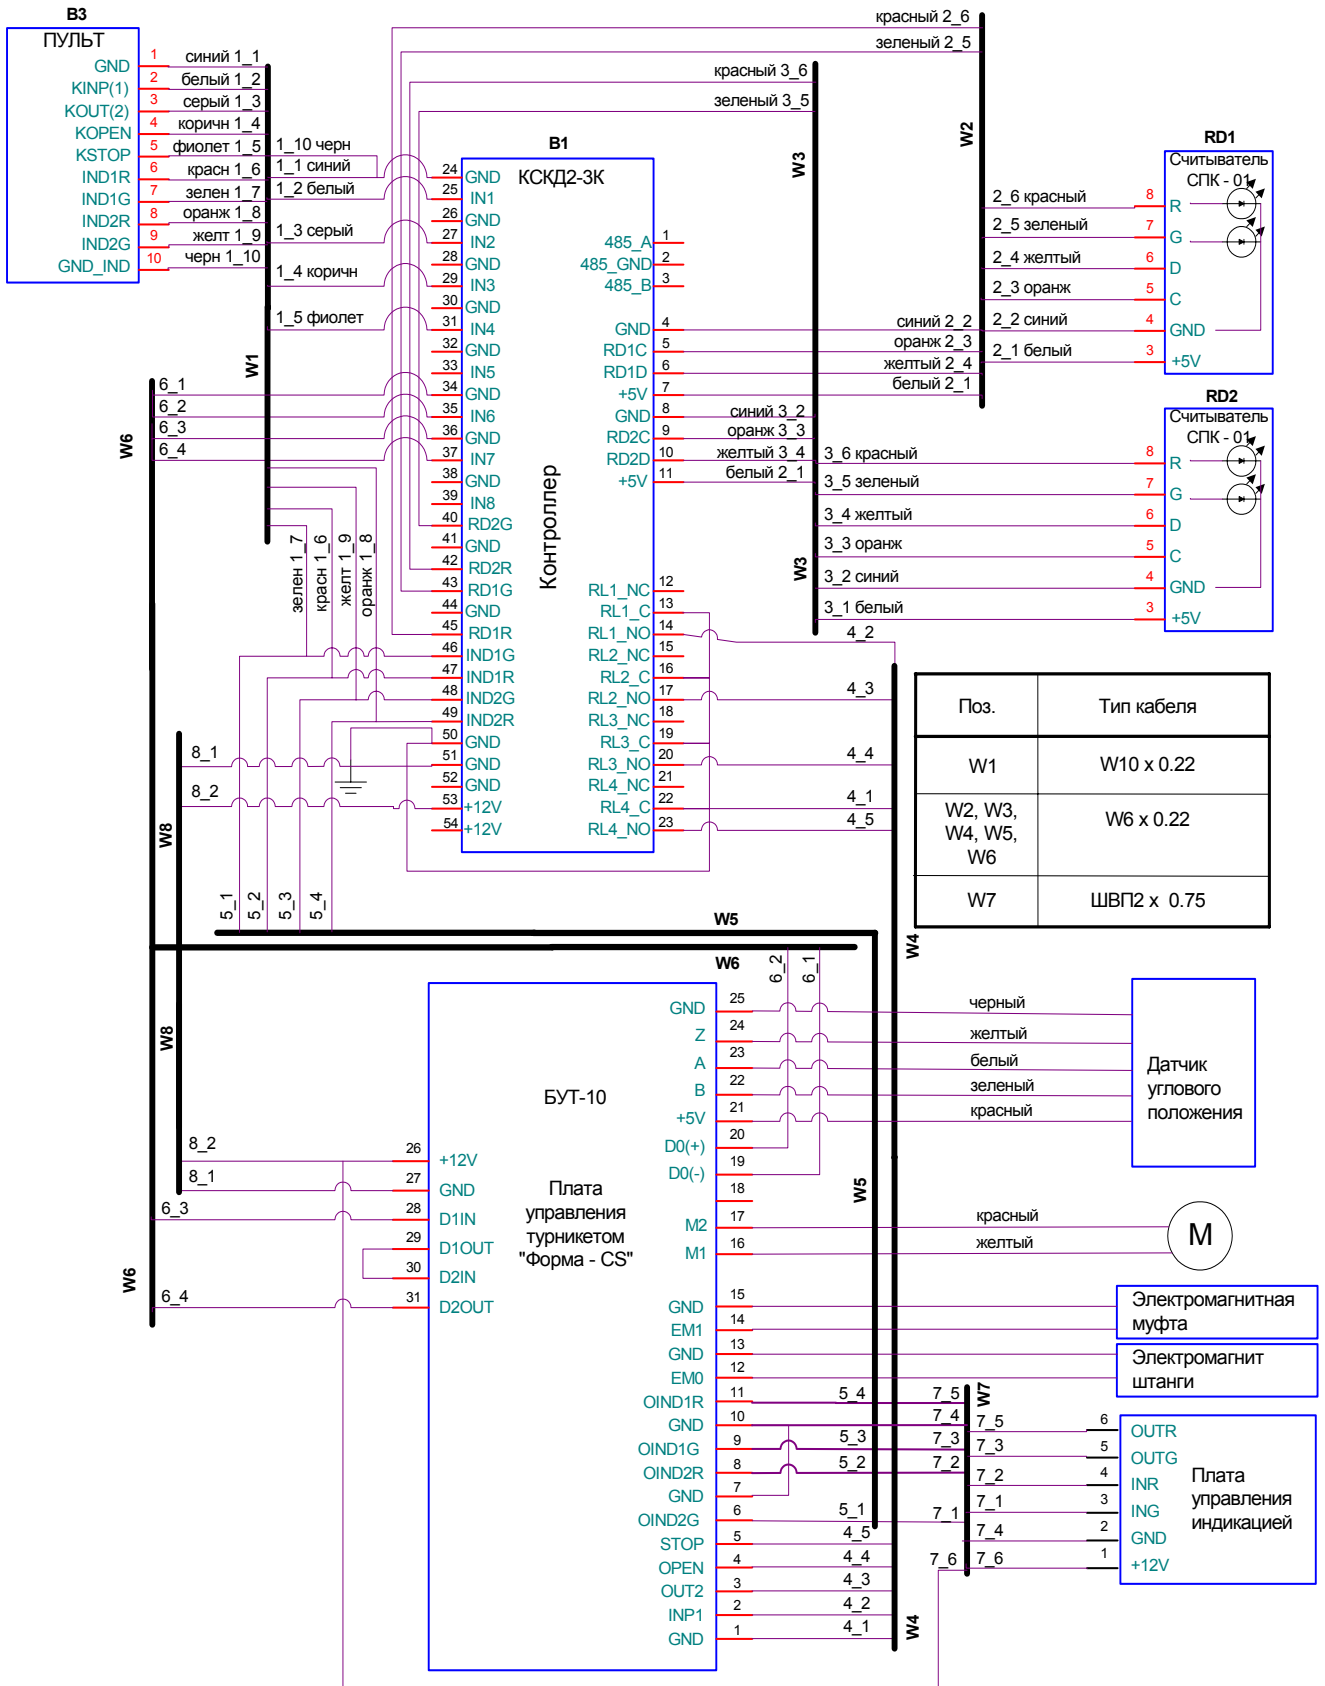 B3
ПУЛЬТ
GND 1 синий 1_1
KINP(1) 2 белый 1_2
KOUT(2) 3 серый 1_3
KOPEN 4 коричн 1_4
KSTOP 5 фиолет 1_5
IND1R 6 красн 1_6
IND1G 7 зелен 1_7
IND2R 8 оранж 1_8
IND2G 9 желт 1_9
GND_IND 10 черн 1_10
1_10 черн
1_1 синий
1_2 белый
1_3 серый
1_4 коричн
1_5 фиолет
W1
6_1
6_2
6_3
6_4
W6
зелен 1_7
красн 1_6
желт 1_9
оранж 1_8
B1
КСКД2-3К
Контроллер
24 GND
25 IN1
26 GND
27 IN2
28 GND
29 IN3
30 GND
31 IN4
32 GND
33 IN5
34 GND
35 IN6
36 GND
37 IN7
38 GND
39 IN8
40 RD2G
41 GND
42 RD2R
43 RD1G
44 GND
45 RD1R
46 IND1G
47 IND1R
48 IND2G
49 IND2R
50 GND
51 GND
52 GND
53 +12V
54 +12V
485_A 1
485_GND 2
485_B 3
GND 4 синий 2_2
RD1C 5 оранж 2_3
RD1D 6 желтый 2_4
+5V 7 белый 2_1
GND 8 синий 3_2
RD2C 9 оранж 3_3
RD2D 10 желтый 3_4
+5V 11 белый 2_1
RL1_NC 12
RL1_C 13
RL1_NO 14 4_2
RL2_NC 15
RL2_C 16
RL2_NO 17 4_3
RL3_NC 18
RL3_C 19
RL3_NO 20 4_4
RL4_NC 21
RL4_C 22 4_1
RL4_NO 23 4_5
красный 2_6
зеленый 2_5
красный 3_6
зеленый 3_5
W2
W3
W3
RD1
Считыватель
СПК - 01
2_6 красный 8 R
2_5 зеленый 7 G
2_4 желтый 6 D
2_3 оранж 5 C
2_2 синий 4 GND
2_1 белый 3 +5V
RD2
Считыватель
СПК - 01
3_6 красный 8 R
3_5 зеленый 7 G
3_4 желтый 6 D
3_3 оранж 5 C
3_2 синий 4 GND
3_1 белый 3 +5V
Поз. Тип кабеля
W1 W10 x 0.22
W2, W3,
W4, W5,
W6
W6 x 0.22
W7 ШВП2 x 0.75
8_1
8_2
W8
5_1
5_2
5_3
5_4
W5
W6
6_2
6_1
W4
W8
W5
W6
БУТ-10
Плата
управления
турникетом
"Форма - CS"
8_2 26 +12V
8_1 27 GND
6_3 28 D1IN
29 D1OUT
30 D2IN
6_4 31 D2OUT
GND 25 черный
Z 24 желтый
A 23 белый
B 22 зеленый
+5V 21 красный
D0(+) 20
D0(-) 19
18
M2 17 красный
M1 16 желтый
GND 15
EM1 14
GND 13
EM0 12
OIND1R 11 5_4 7_5
GND 10 7_4
OIND1G 9 5_3 7_3
OIND2R 8 5_2 7_2
GND 7
OIND2G 6 5_1 7_1
STOP 5 4_5
OPEN 4 4_4
OUT2 3 4_3
INP1 2 4_2
GND 1 4_1
7_6
W4
W7
Датчик
углового
положения
M
Электромагнитная
муфта
Электромагнит
штанги
7_5 6 OUTR
7_3 5 OUTG
7_2 4 INR
7_1 3 ING
7_4 2 GND
7_6 1 +12V
Плата
управления
индикацией